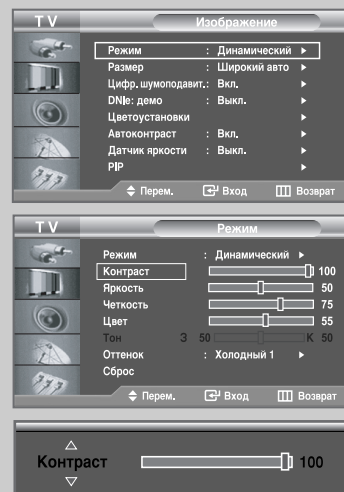 TV Изображение
Режим : Динамический ►
Размер : Широкий авто ►
Цифр. шумоподавит.: Вкл. ►
DNIe: демо : Выкл. ►
Цветоустановки ►
Автоконтраст : Вкл. ►
Датчик яркости : Выкл. ►
PIP ►
Перем. Вход Возврат
TV Режим
Режим : Динамический ►
Контраст 100
Яркость 50
Четкость 75
Цвет 55
Тон З 50 К 50
Оттенок : Холодный 1 ►
Сброс
Перем. Вход Возврат
Контраст 100